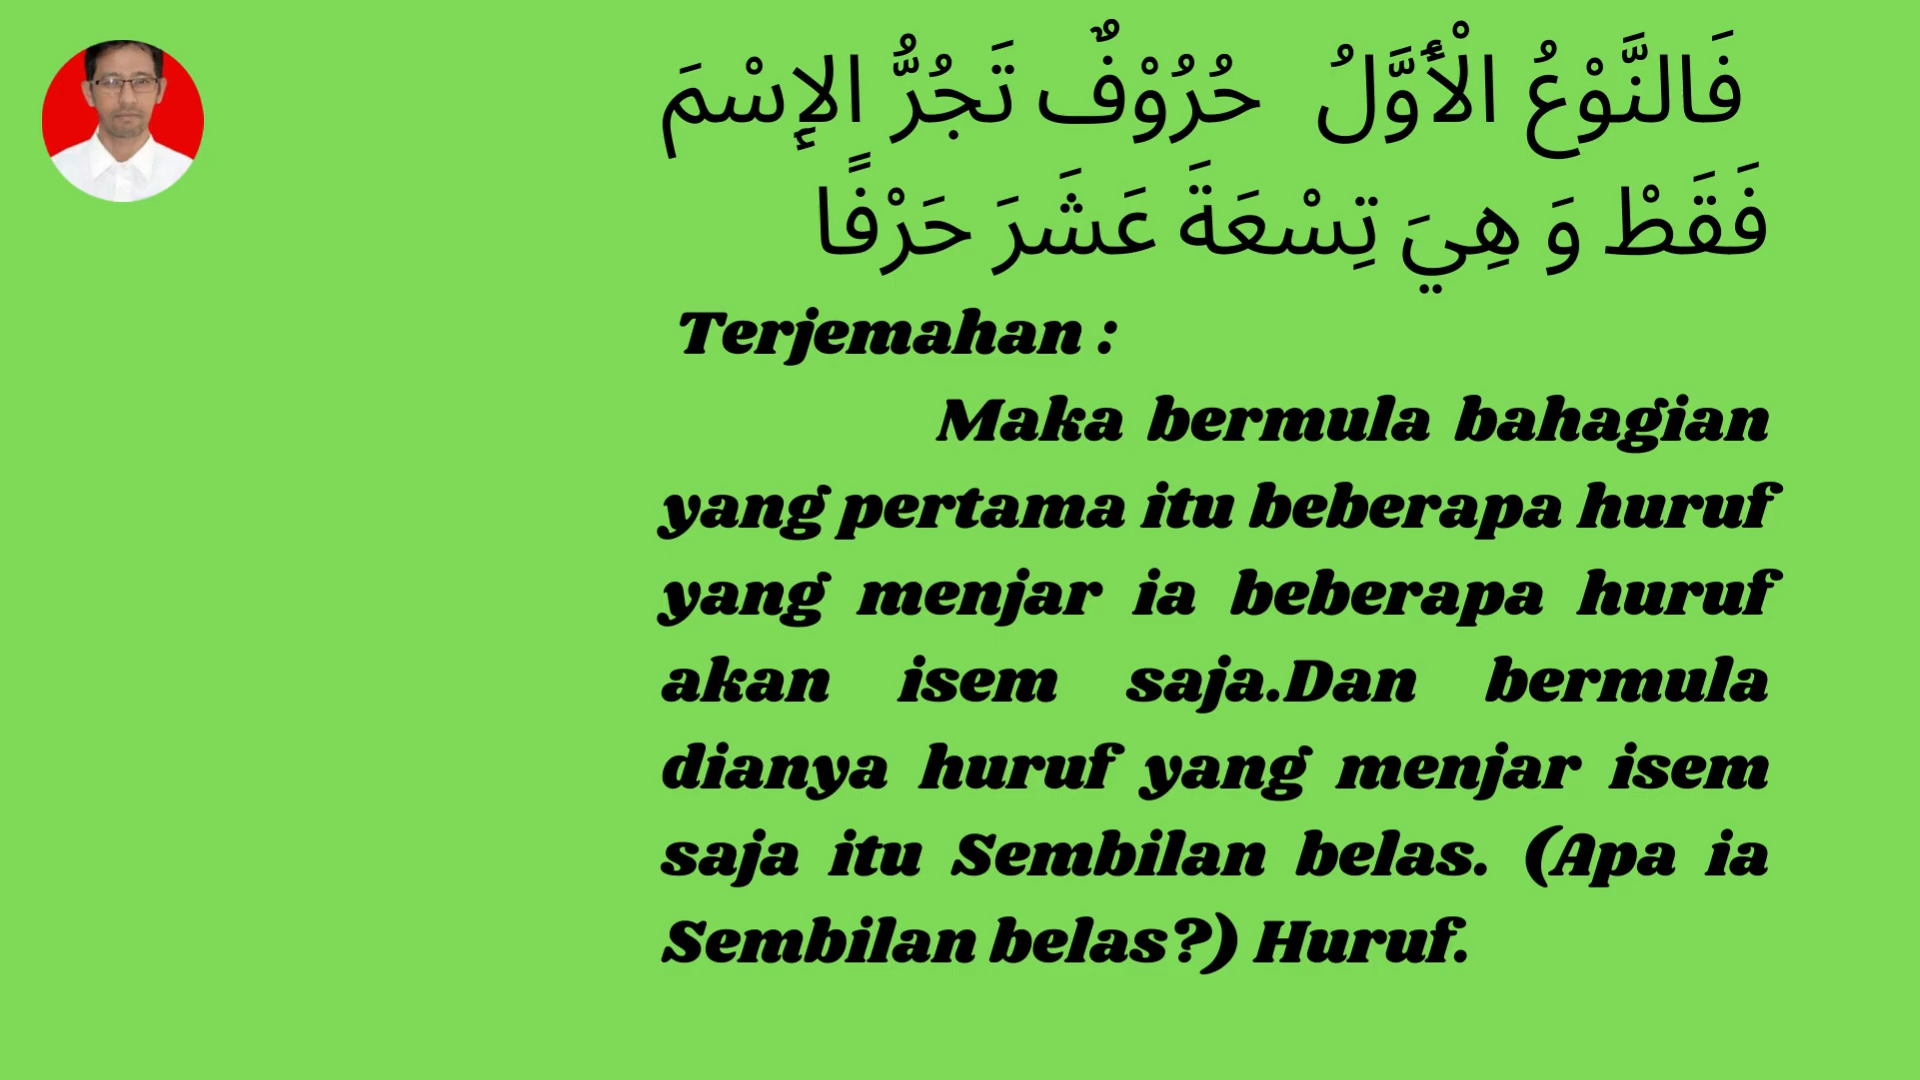 فَالنَّوْعُ الْأَوَّلُ حُرُوْفٌ تَجُرُّ الإِسْمَ
فَقَطْ وَ هِيَ تِسْعَةَ عَشَرَ حَرْفًا
Terjemahan :
Maka bermula bahagian
yang pertama itu beberapa huruf
yang menjar ia beberapa huruf
akan isem saja.Dan bermula
dianya huruf yang menjar isem
saja itu Sembilan belas. (Apa ia
Sembilan belas?) Huruf.